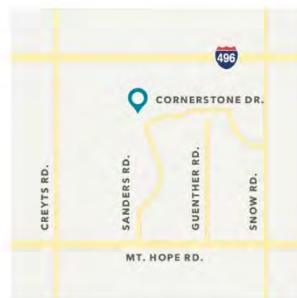 496
CORNERSTONE DR.
CREYTS RD.
SANDERS RD.
GUENTHER RD.
SNOW RD.
MT. HOPE RD.